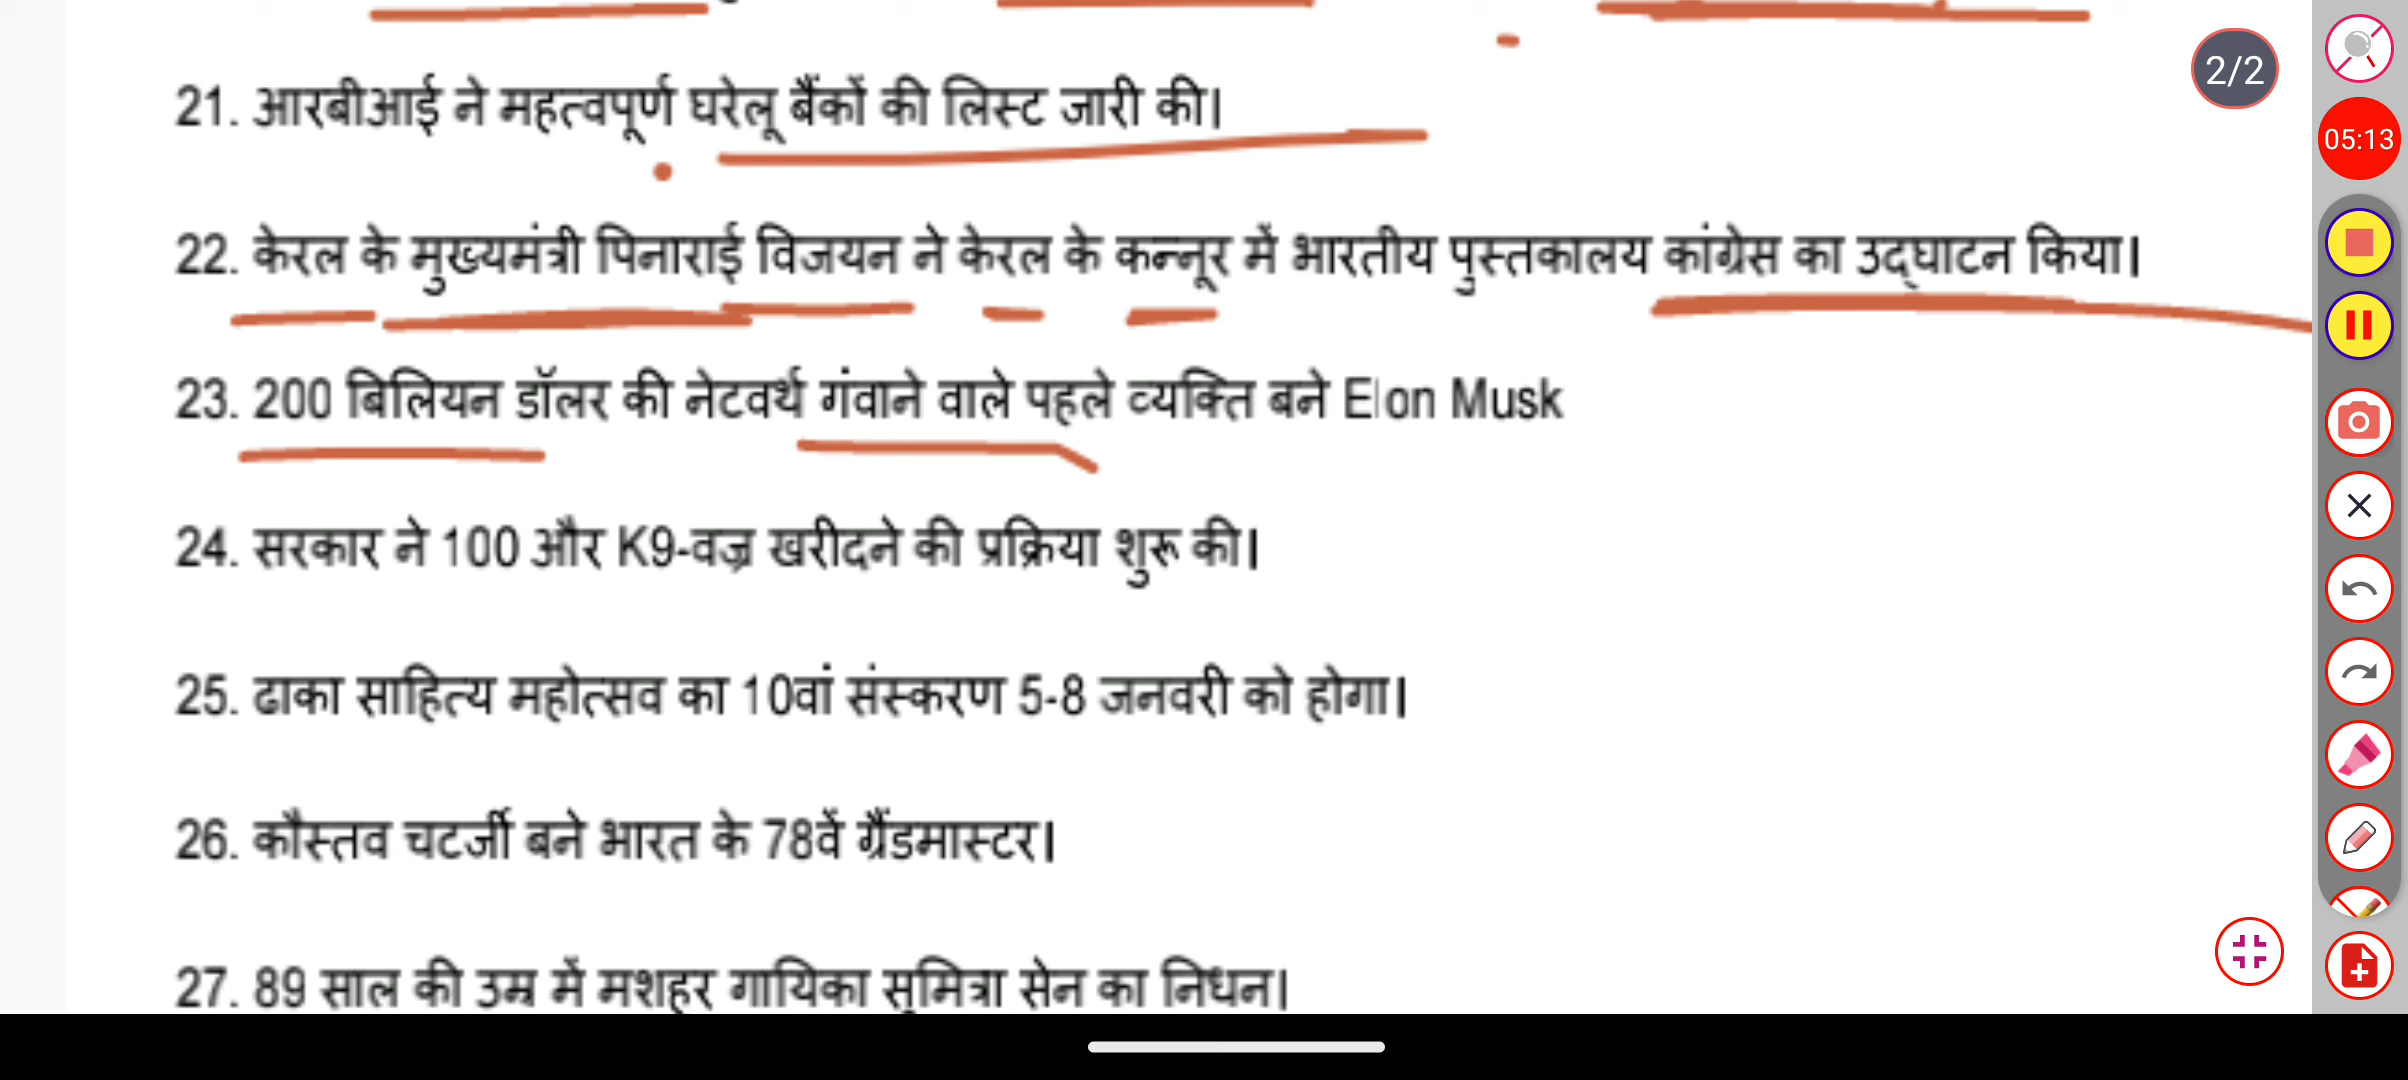 2/2
05:13
21. आरबीआई ने महत्वपूर्ण घरेलू बैंकों की लिस्ट जारी की।
22. केरल के मुख्यमंत्री पिनाराई विजयन ने केरल के कन्नूर में भारतीय पुस्तकालय कांग्रेस का उद्घाटन किया।
23. 200 बिलियन डॉलर की नेटवर्थ गंवाने वाले पहले व्यक्ति बने Elon Musk
24. सरकार ने 100 और K9-वज्र खरीदने की प्रक्रिया शुरू की।
25. ढाका साहित्य महोत्सव का 10वां संस्करण 5-8 जनवरी को होगा।
26. कौस्तव चटर्जी बने भारत के 78वें ग्रैंडमास्टर।
27. 89 साल की उम्र में मशहूर गायिका सुमित्रा सेन का निधन।